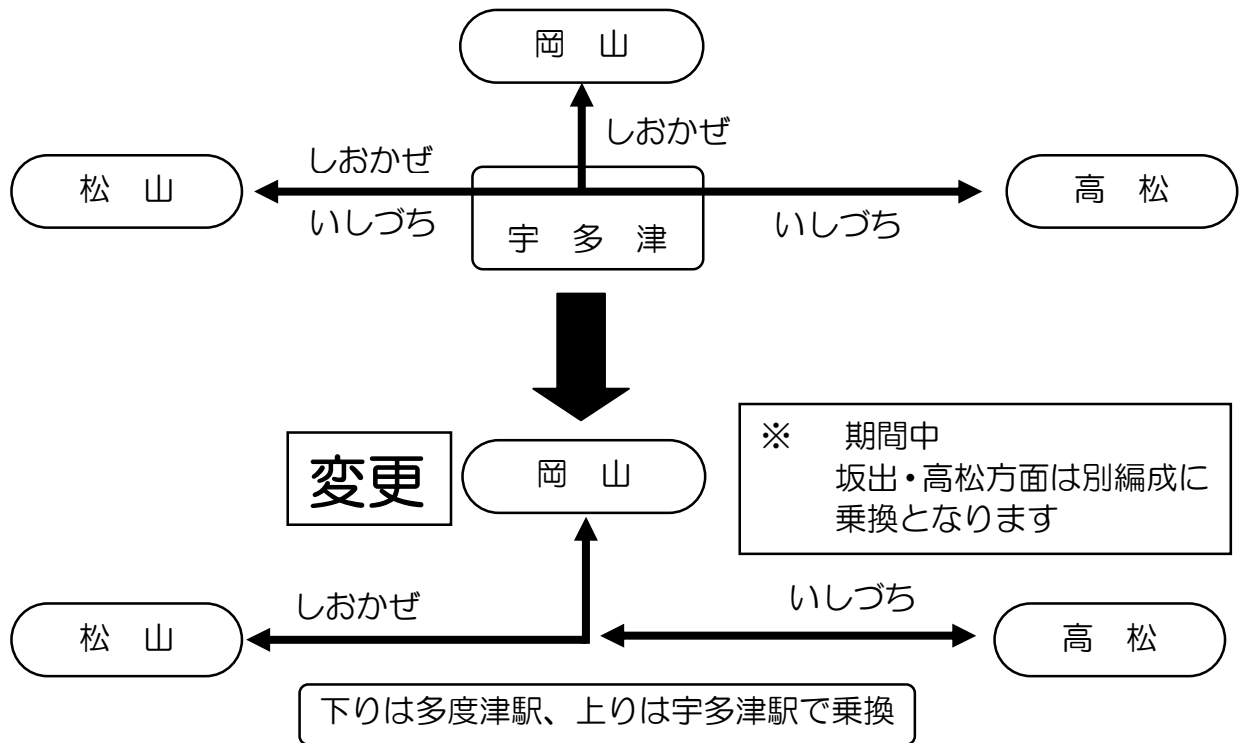 岡 山
しおかぜ
しおかぜ
松 山
高 松
いしづち
いしづち
宇 多 津
変更
岡 山
※ 期間中
坂出・高松方面は別編成に
乗換となります
しおかぜ
いしづち
松 山
高 松
下りは多度津駅、上りは宇多津駅で乗換